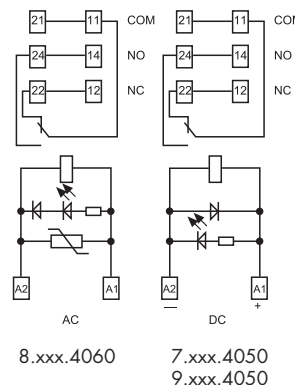 21 11 COM 21 11 COM
24 14 NO 24 14 NO
22 12 NC 22 12 NC
A2 A1 A2 A1
— +
AC DC
8.xxx.4060 7.xxx.4050
9.xxx.4050